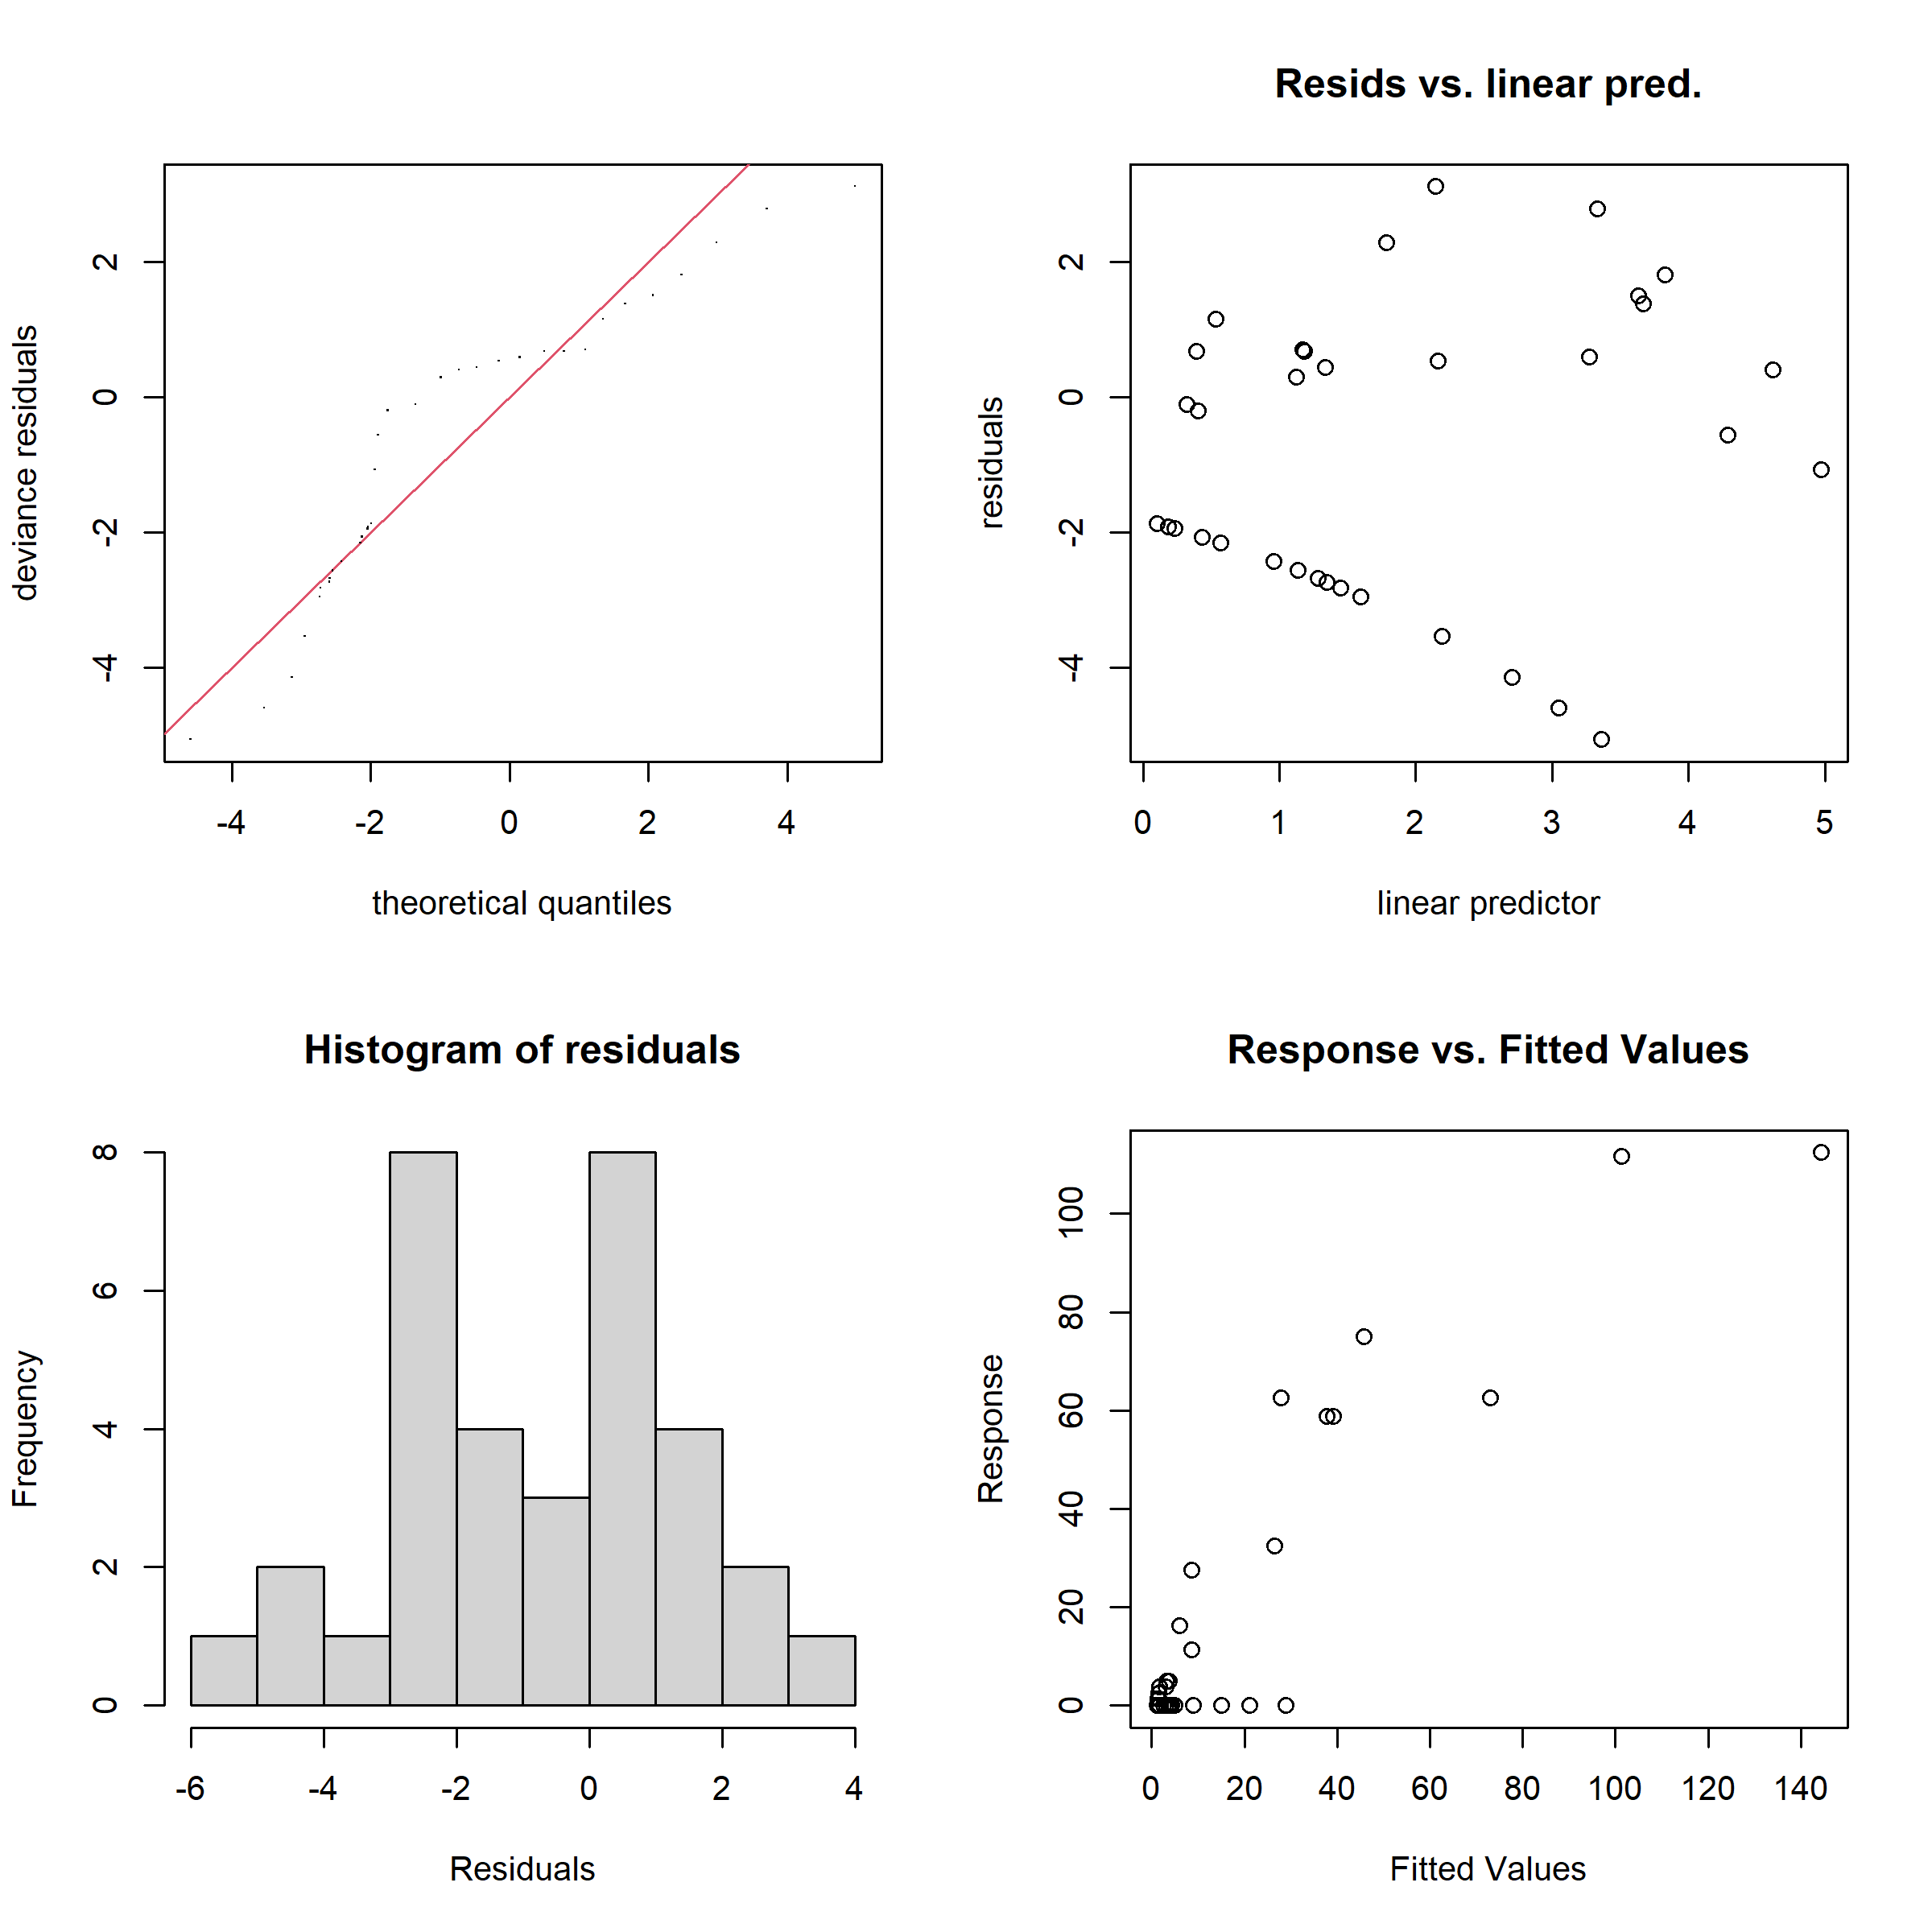 deviance residuals
2
0
-2
-4
-4 -2 0 2 4
theoretical quantiles
Resids vs. linear pred.
residuals
2
0
-2
-4
0 1 2 3 4 5
linear predictor
Histogram of residuals
Frequency
8
6
4
2
0
-6 -4 -2 0 2 4
Residuals
Response vs. Fitted Values
Response
100
80
60
40
20
0
0 20 40 60 80 100 120 140
Fitted Values